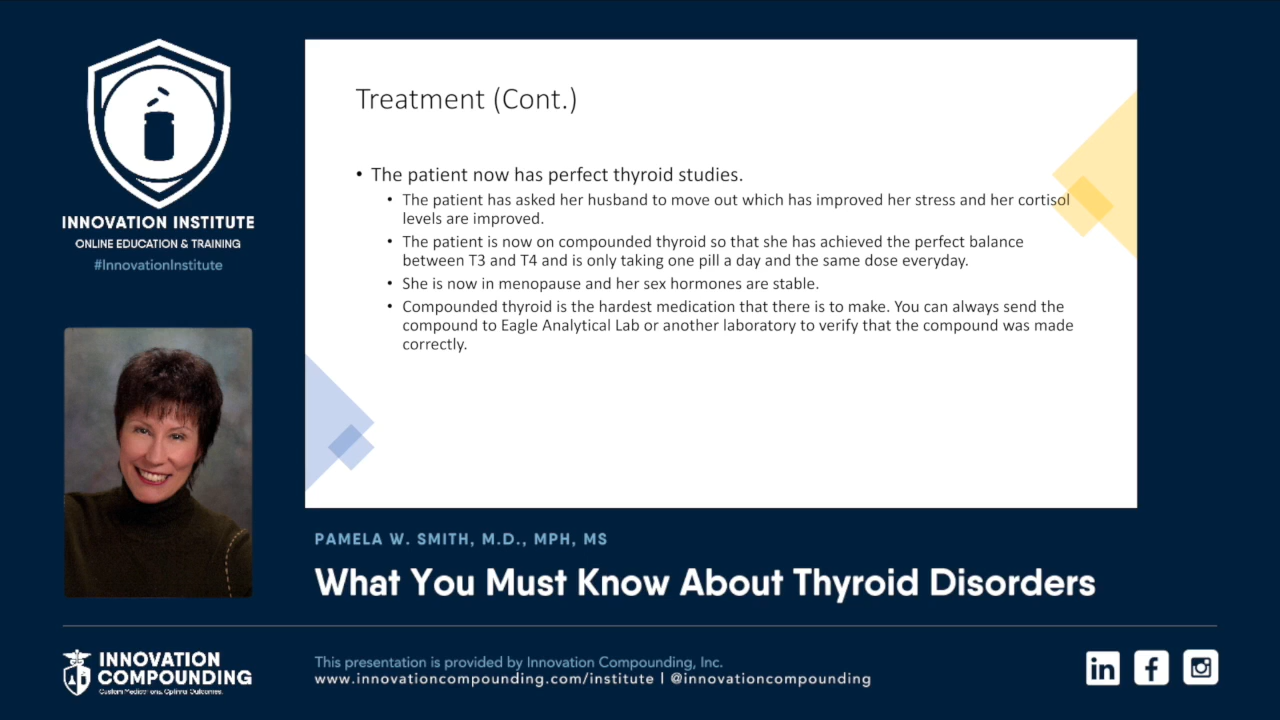 INNOVATION INSTITUTE
ONLINE EDUCATION & TRAINING
#InnovationInstitute
Treatment (Cont.)
• The patient now has perfect thyroid studies.
• The patient has asked her husband to move out which has improved her stress and her cortisol
levels are improved.
• The patient is now on compounded thyroid so that she has achieved the perfect balance
between T3 and T4 and is only taking one pill a day and the same dose everyday.
• She is now in menopause and her sex hormones are stable.
• Compounded thyroid is the hardest medication that there is to make. You can always send the
compound to Eagle Analytical Lab or another laboratory to verify that the compound was made
correctly.
PAMELA W. SMITH, M.D., MPH, MS
What You Must Know About Thyroid Disorders
INNOVATION
COMPOUNDING
Custom Medications. Optimal Outcomes.
This presentation is provided by Innovation Compounding, Inc.
www.innovationcompounding.com/institute | @innovationcompounding
in
f